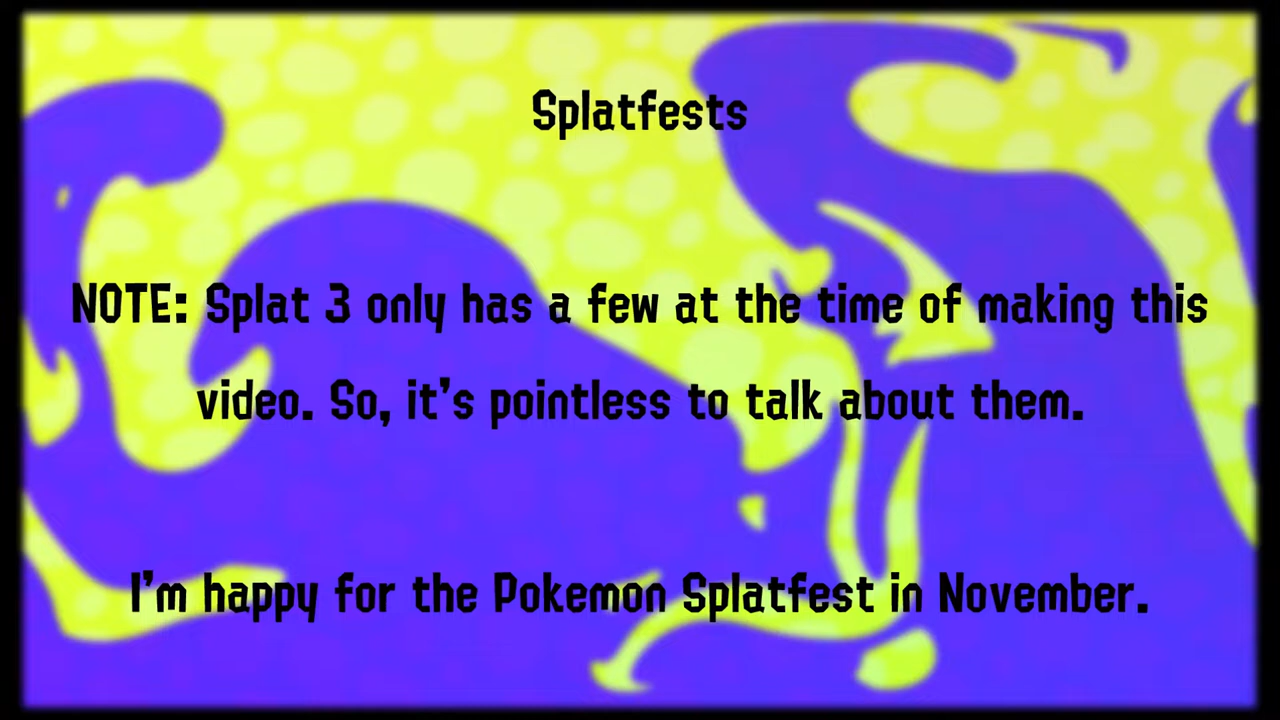 Splatfests
NOTE: Splat 3 only has a few at the time of making this
video. So, it's pointless to talk about them.
I'm happy for the Pokemon Splatfest in November.